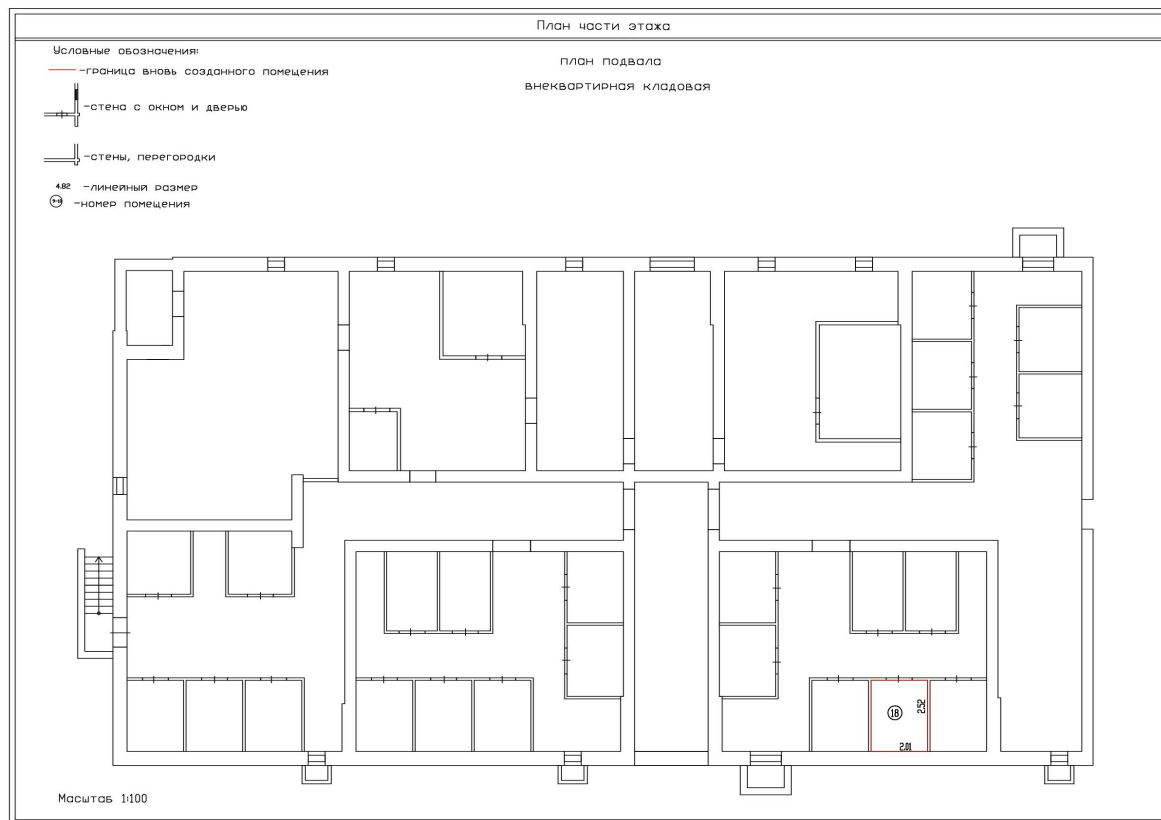 План части этажа
Условные обозначения:
-граница вновь созданного помещения
-стена с окном и дверью
-стены, перегородки
4.82 -линейный размер
-номер помещения
план подвала
внеквартирная кладовая
18
2.52
2.01
Масштаб 1:100